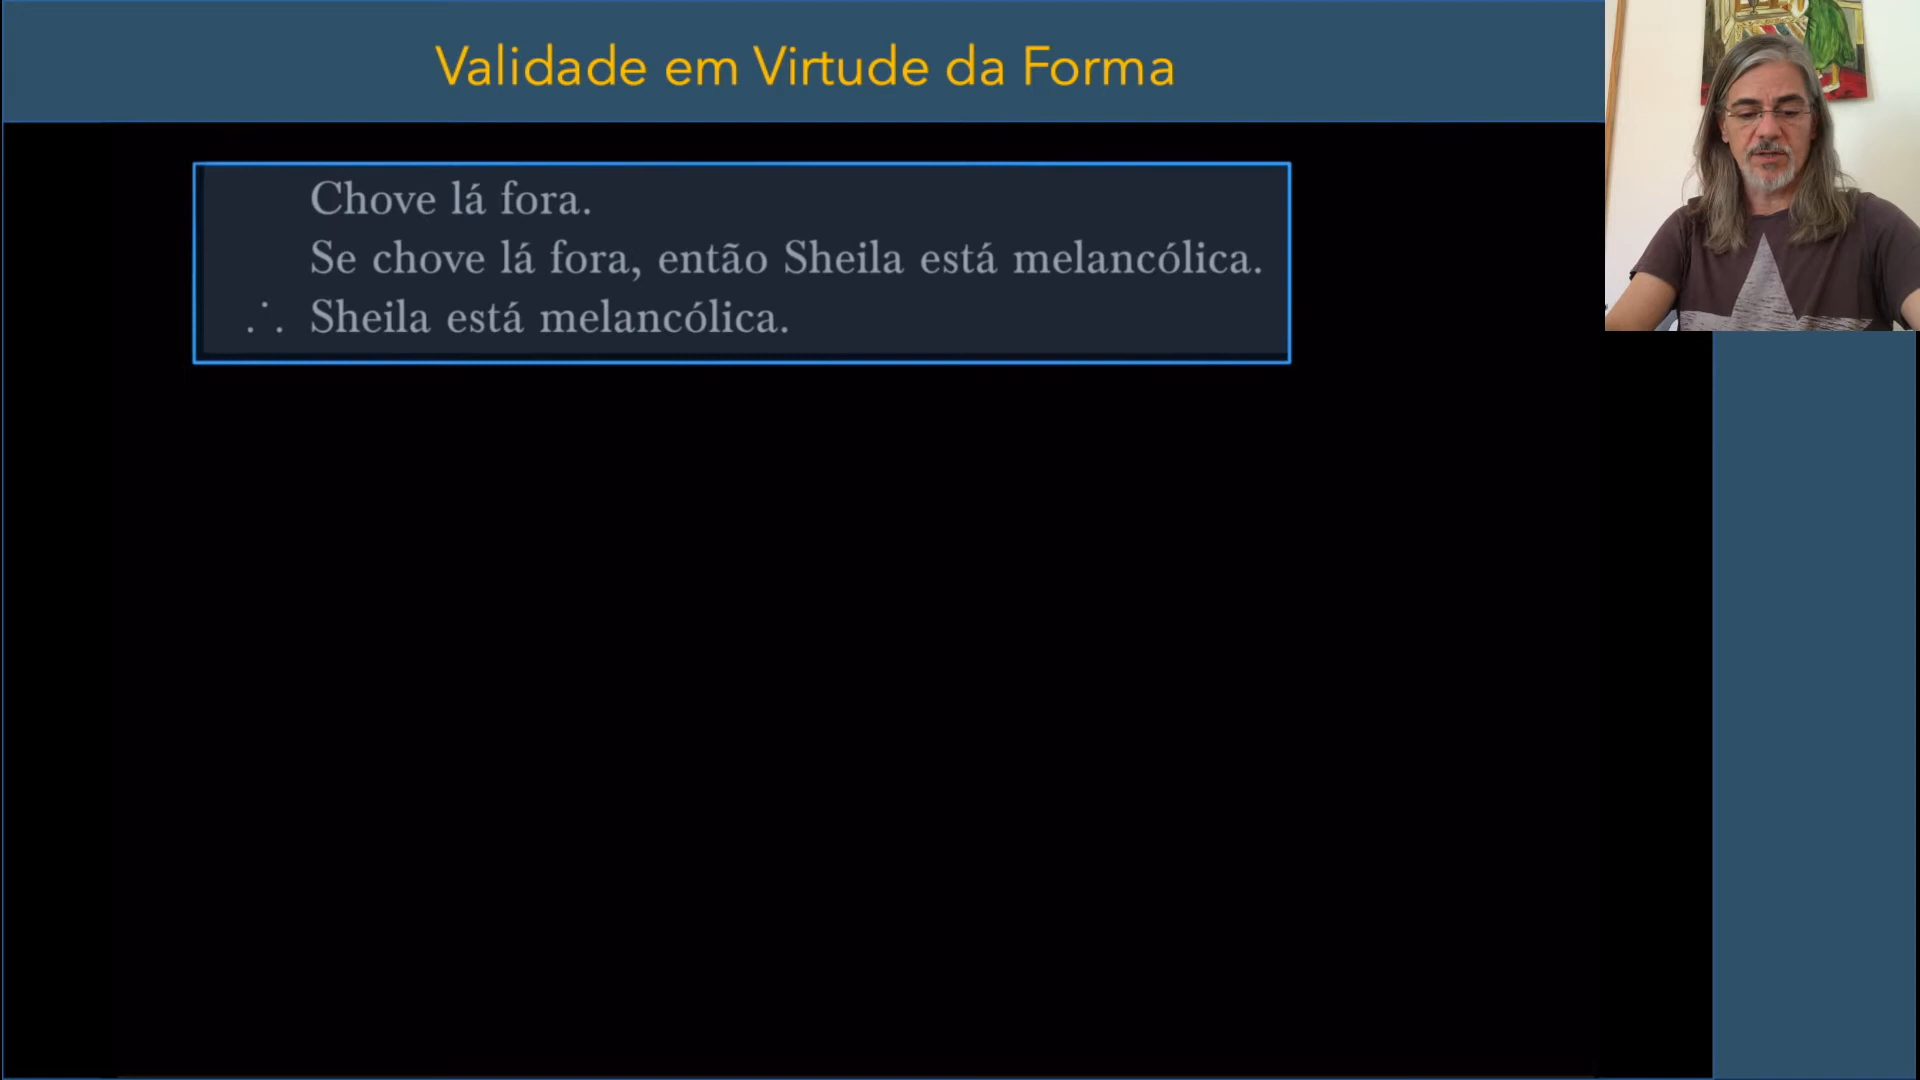 Validade em Virtude da Forma
Chove lá fora.
Se chove lá fora, então Sheila está melancólica.
∴ Sheila está melancólica.